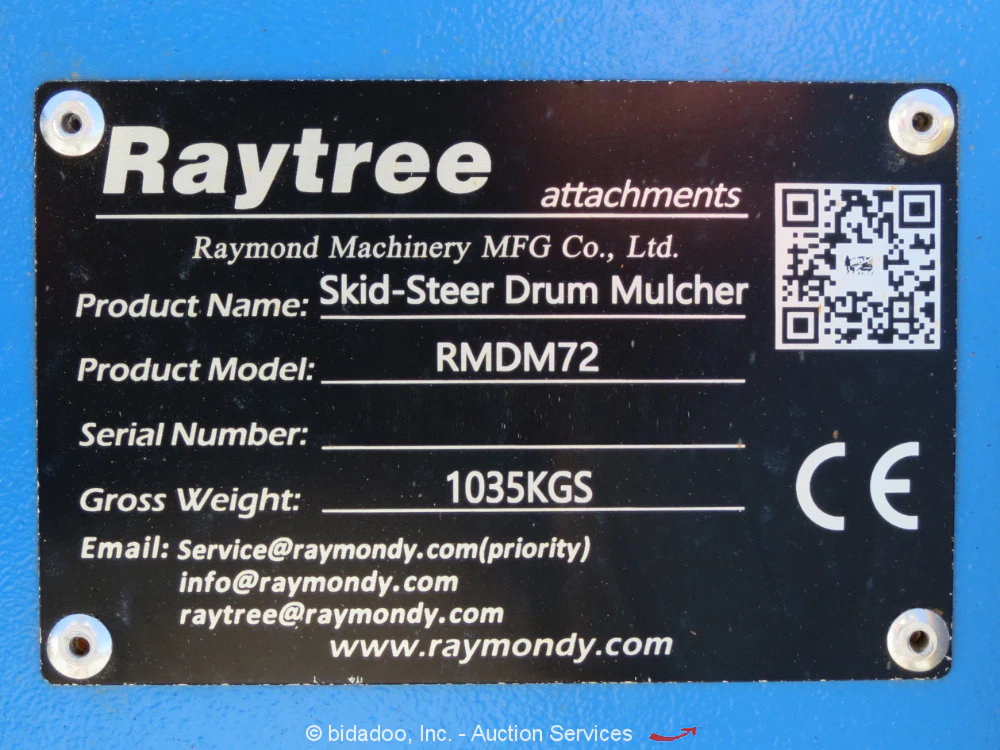 Raytree
attachments
Raymond Machinery MFG Co., Ltd.
Product Name: Skid-Steer Drum Mulcher
Product Model: RMDM72
Serial Number:
Gross Weight: 1035KGS
CE
Email: Service@raymondy.com(priority)
info@raymondy.com
raytree@raymondy.com
www.raymondy.com
© bidadoo, Inc. - Auction Services